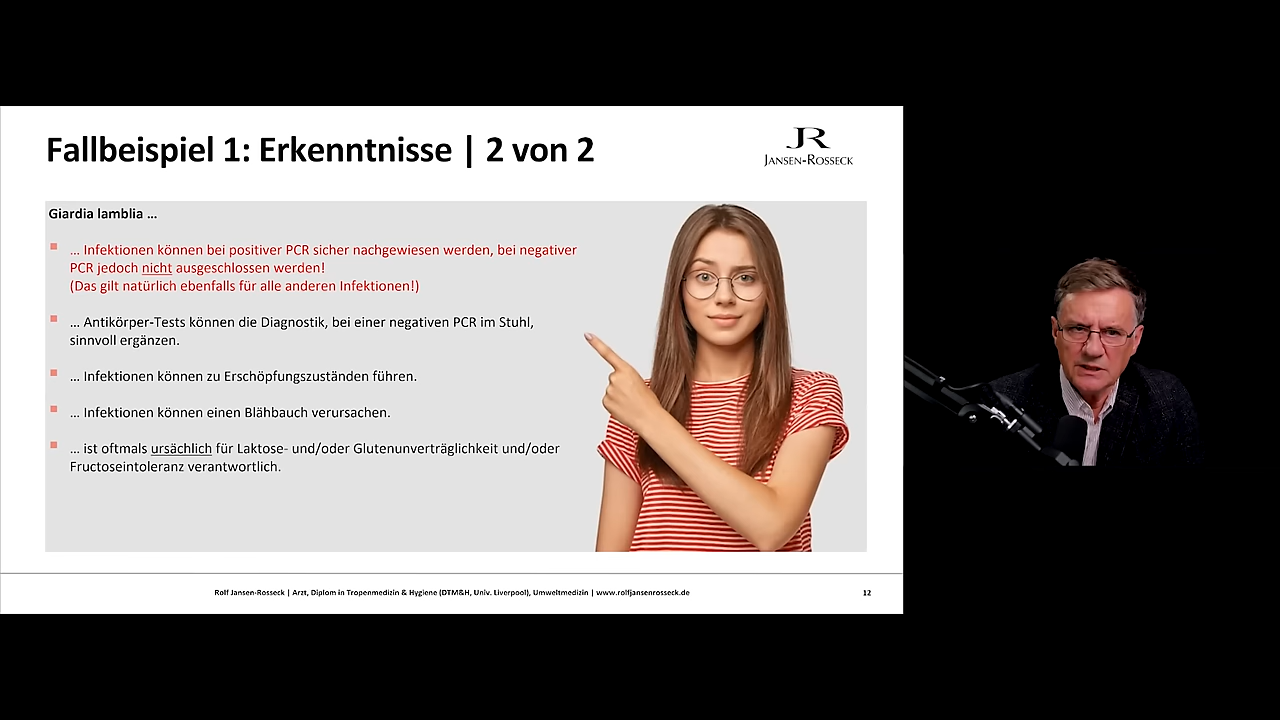 Fallbeispiel 1: Erkenntnisse | 2 von 2
JR
JANSEN-ROSSECK
Giardia lamblia ...
... Infektionen können bei positiver PCR sicher nachgewiesen werden, bei negativer
PCR jedoch nicht ausgeschlossen werden!
(Das gilt natürlich ebenfalls für alle anderen Infektionen!)
... Antikörper-Tests können die Diagnostik, bei einer negativen PCR im Stuhl,
sinnvoll ergänzen.
... Infektionen können zu Erschöpfungszuständen führen.
... Infektionen können einen Blähbauch verursachen.
... ist oftmals ursächlich für Laktose- und/oder Glutenunverträglichkeit und/oder
Fructoseintoleranz verantwortlich.
Rolf Jansen-Rosseck | Arzt, Diplom in Tropenmedizin & Hygiene (DTM&H, Univ. Liverpool), Umweltmedizin | www.rolfjansenrosseck.de
12